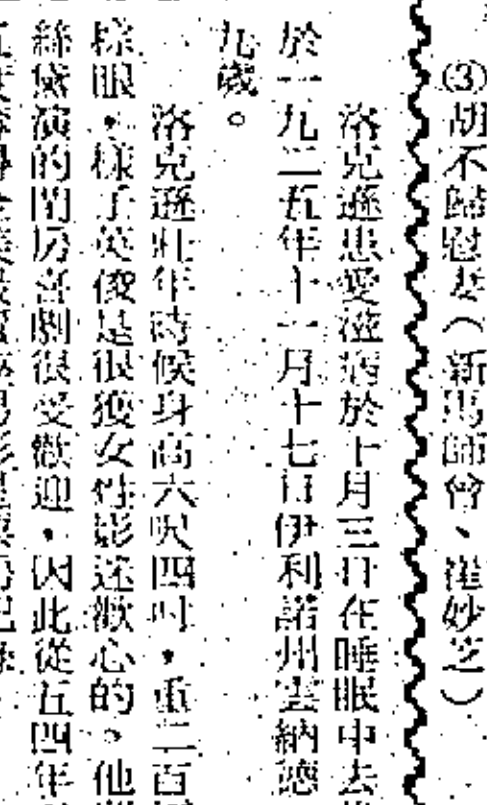 ③胡不歸慰妻（新馬師曾、崔妙芝）
洛克遜患愛滋病於十月三日在睡眠中去
於一九二五年十一月十七日伊利諾州雲納德
九歲。
洛克遜壯年時候身高六呎四吋，重二百
樣眼，樣子英俊是很獲女性影迷歡心的。他
絲黛演的閨房喜劇很受歡迎，因此從五四年